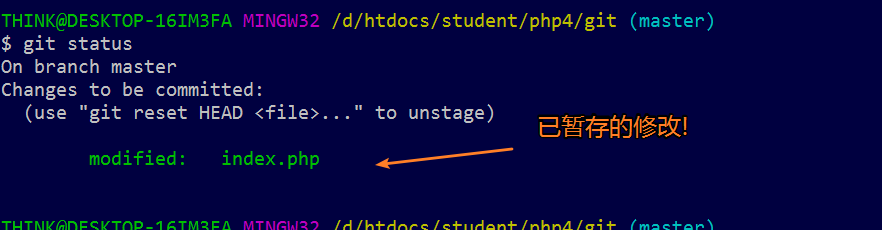 THINK@DESKTOP-16IM3FA MINGW32 /d/htdocs/student/php4/git (master)
$ git status
On branch master
Changes to be committed:
  (use "git reset HEAD <file>..." to unstage)
已暂存的修改!
        modified:   index.php
THINK@DESKTOP-16IM3FA MINGW32 /d/htdocs/student/php4/git (master)